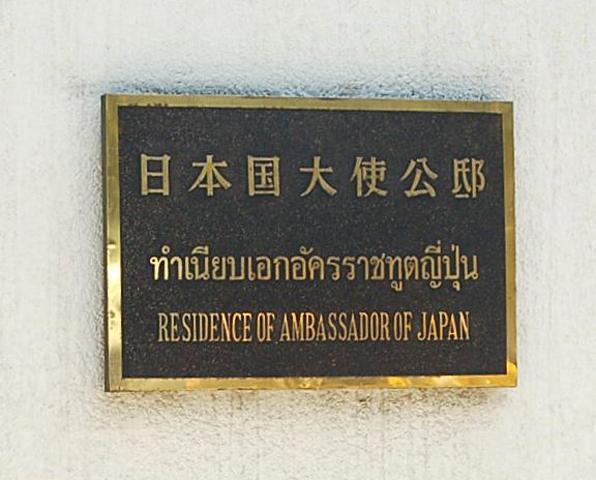 日本国大使公邸
ทำเนียบเอกอัครราชทูตญี่ปุ่น
RESIDENCE OF AMBASSADOR OF JAPAN